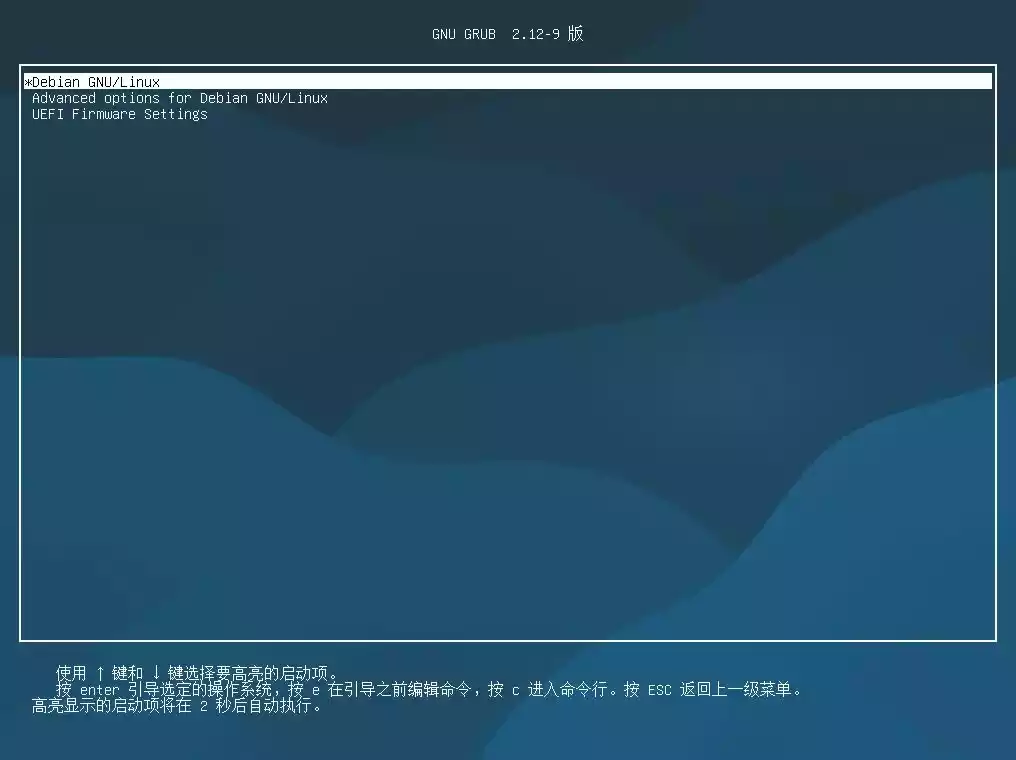 GNU GRUB 2.12-9 版
*Debian GNU/Linux
Advanced options for Debian GNU/Linux
UEFI Firmware Settings
使用 ↑ 键和 ↓ 键选择要高亮的启动项。
按 enter 引导选定的操作系统，按 e 在引导之前编辑命令，按 c 进入命令行。按 ESC 返回上一级菜单。
高亮显示的启动项将在 2 秒后自动执行。